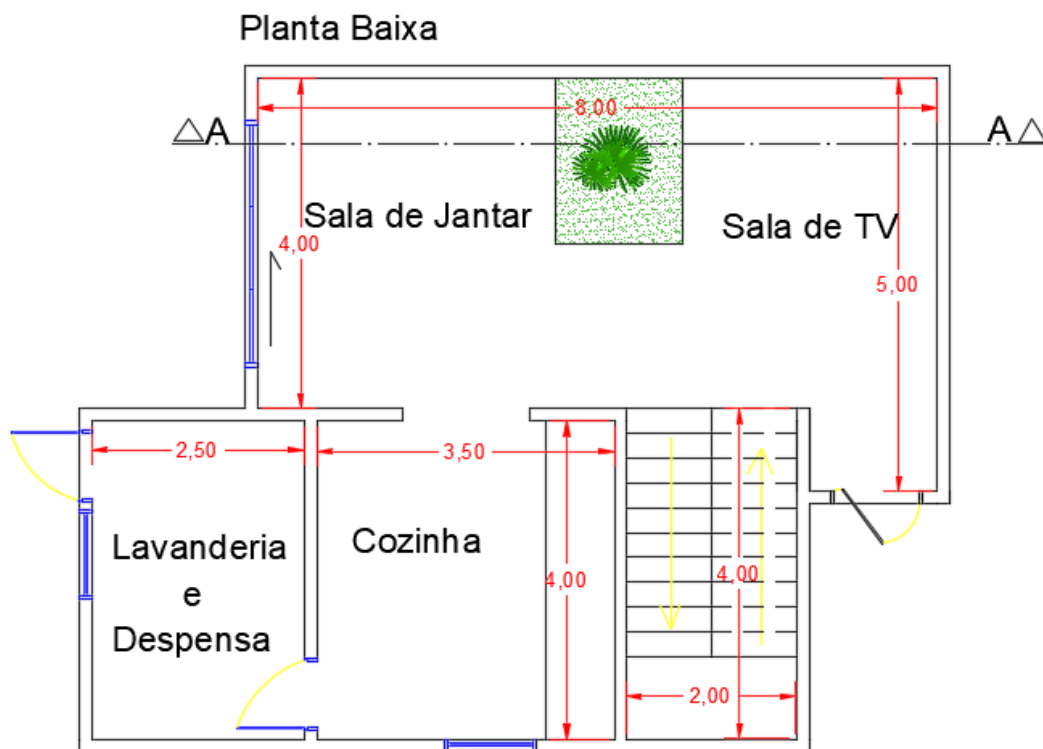 Planta Baixa
8,00
A
A
Sala de Jantar
Sala de TV
4,00
5,00
2,50
3,50
Lavanderia
e
Despensa
Cozinha
4,00
4,00
2,00